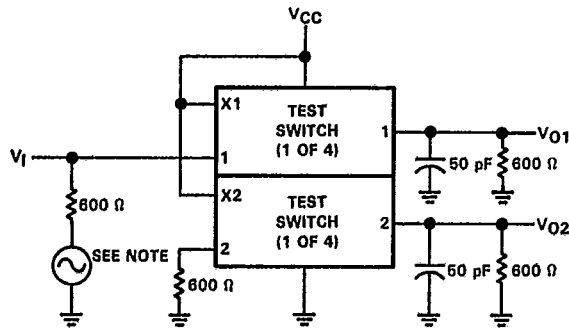 VCC
X1
TEST
SWITCH
(1 OF 4)
1
VO1
VI
1
50 pF
600 Ω
X2
600 Ω
TEST
SWITCH
(1 OF 4)
2
VO2
SEE NOTE
2
600 Ω
50 pF
600 Ω